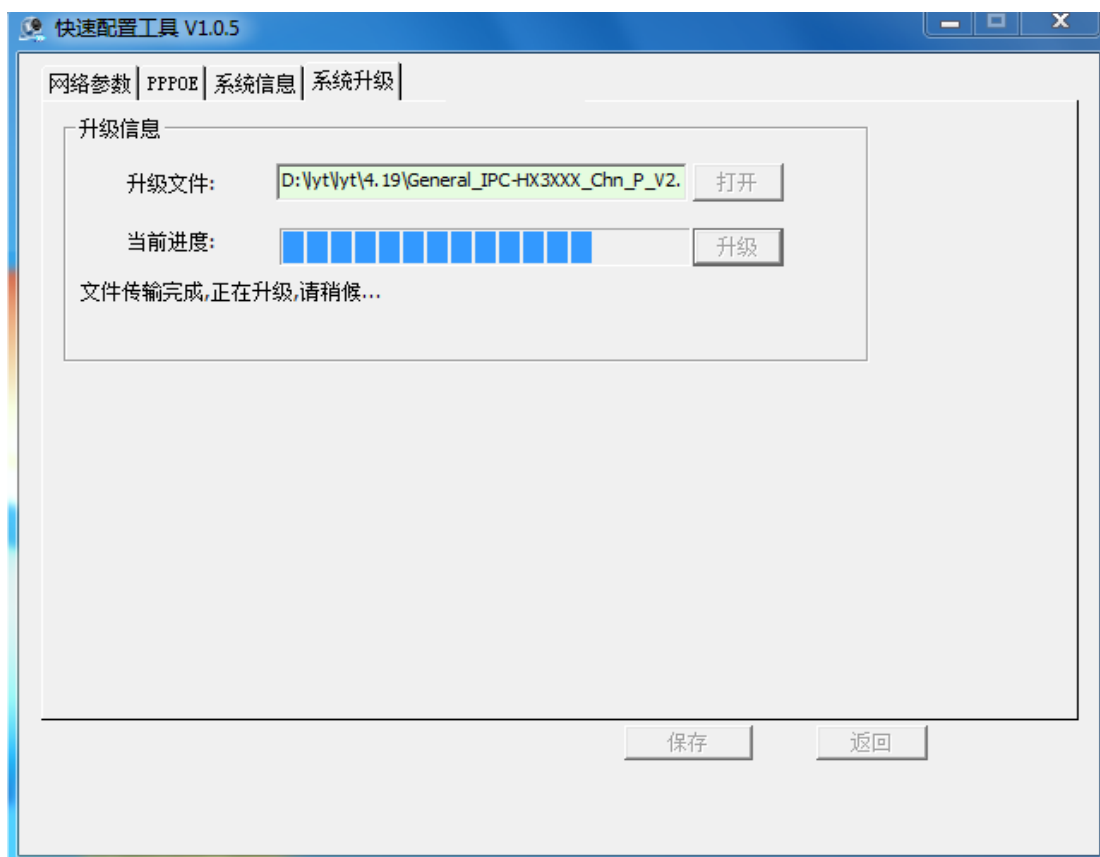 快速配置工具 V1.0.5
网络参数 PPPOE 系统信息 系统升级
升级信息
升级文件: D:\lyt\lyt\4.19\General_IPC-HX3XXX_Chn_P_V2. 打开
当前进度: 升级
文件传输完成,正在升级,请稍候...
保存 返回